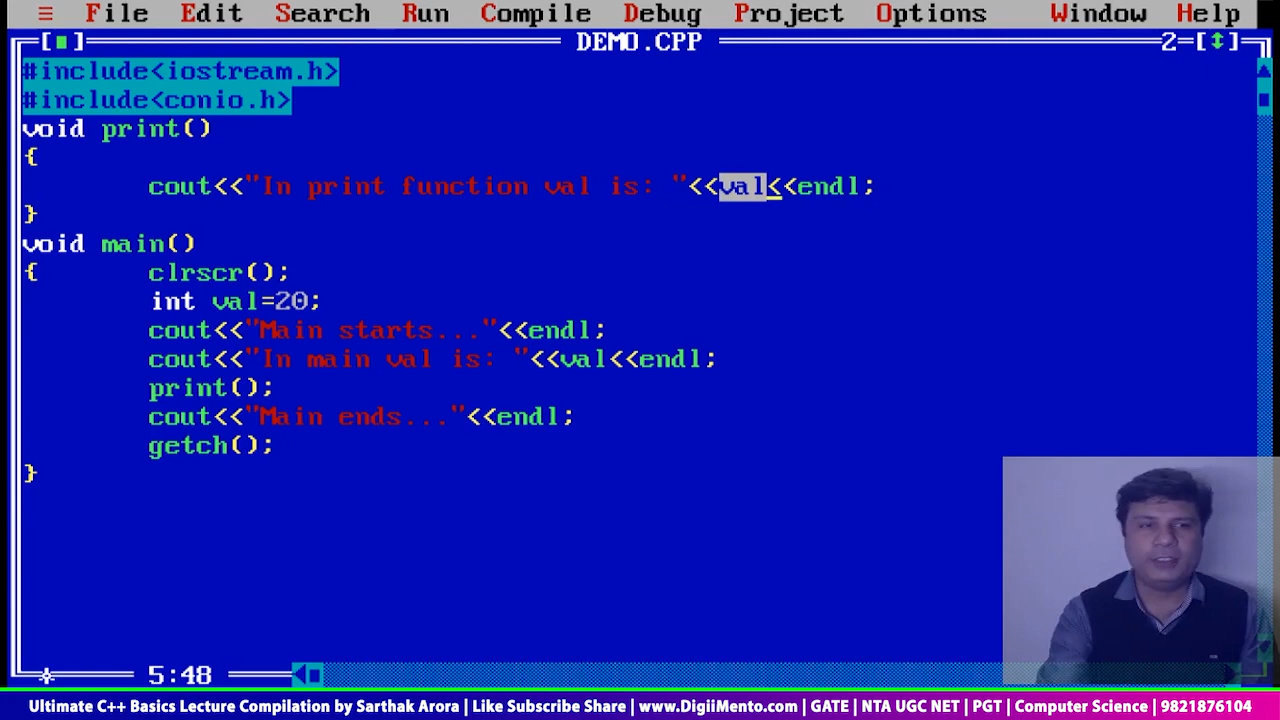 ≡ File Edit Search Run Compile Debug Project Options Window Help
[■] DEMO.CPP 2=[↕]
#include<iostream.h>
#include<conio.h>
void print()
{
cout<<"In print function val is: "<<val<<endl;
}
void main()
{ clrscr();
int val=20;
cout<<"Main starts..."<<endl;
cout<<"In main val is: "<<val<<endl;
print();
cout<<"Main ends..."<<endl;
getch();
}
5:48
Ultimate C++ Basics Lecture Compilation by Sarthak Arora | Like Subscribe Share | www.DigiiMento.com | GATE | NTA UGC NET | PGT | Computer Science | 9821876104